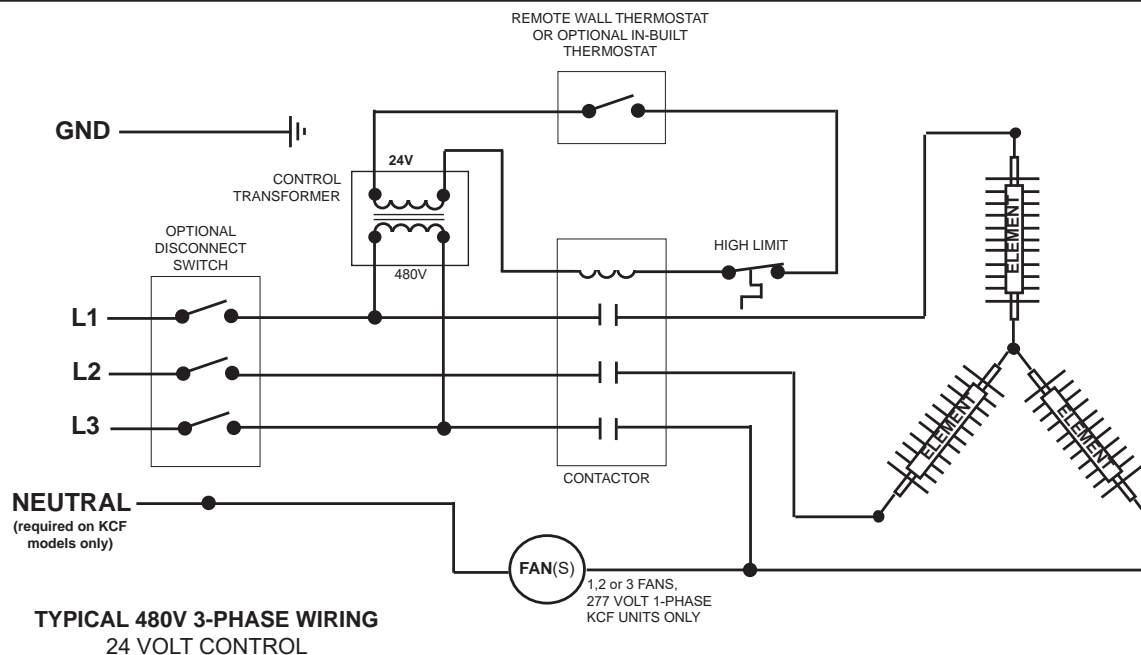 REMOTE WALL THERMOSTAT
OR OPTIONAL IN-BUILT
THERMOSTAT
GND
24V
CONTROL
TRANSFORMER
480V
OPTIONAL
DISCONNECT
SWITCH
HIGH LIMIT
ELEMENT
L1
L2
L3
ELEMENT
ELEMENT
CONTACTOR
NEUTRAL
(required on KCF
models only)
FAN(S)
1,2 or 3 FANS,
277 VOLT 1-PHASE
KCF UNITS ONLY
TYPICAL 480V 3-PHASE WIRING
24 VOLT CONTROL